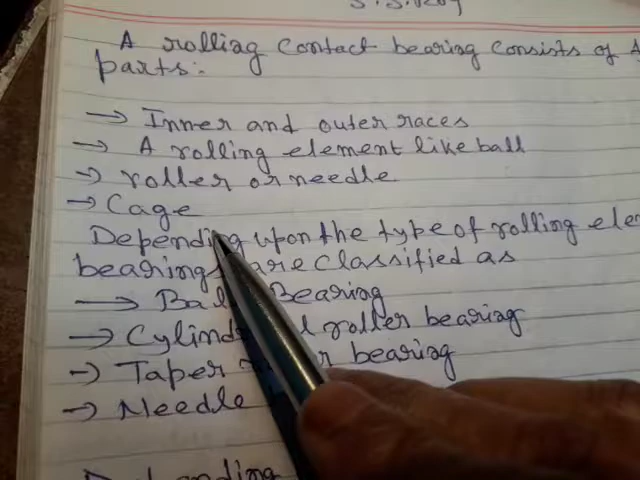 A rolling contact bearing consists of
parts:
→ Inner and outer races
→ A rolling element like ball
→ roller or needle
→ Cage
Depending upon the type of rolling
bearings are classified as
→ Ball Bearing
→ roller bearing
→ Taper bearing
→ Needle